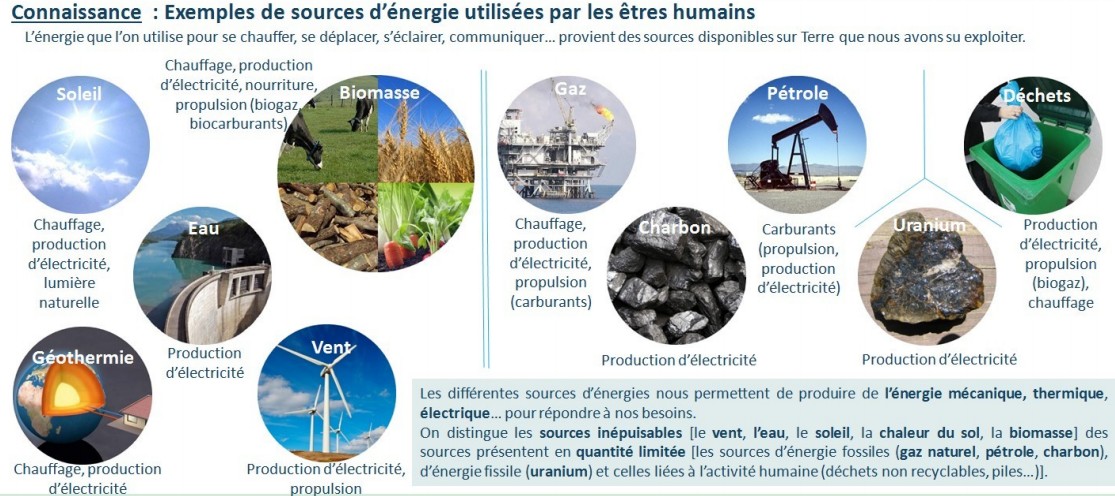 Connaissance : Exemples de sources d’énergie utilisées par les êtres humains
L’énergie que l’on utilise pour se chauffer, se déplacer, s’éclairer, communiquer… provient des sources disponibles sur Terre que nous avons su exploiter.
Soleil
Chauffage,
production
d’électricité,
lumière
naturelle
Chauffage, production
d’électricité, nourriture,
propulsion (biogaz,
biocarburants)
Biomasse
Eau
Production
d’électricité
Géothermie
Chauffage, production
d’électricité
Vent
Production d’électricité,
propulsion
Gaz
Chauffage,
production
d’électricité,
propulsion
(carburants)
Charbon
Production d’électricité
Pétrole
Carburants
(propulsion,
production
d’électricité)
Uranium
Production d’électricité
Déchets
Production
d’électricité,
propulsion
(biogaz),
chauffage
Les différentes sources d’énergies nous permettent de produire de l’énergie mécanique, thermique,
électrique… pour répondre à nos besoins.
On distingue les sources inépuisables [le vent, l’eau, le soleil, la chaleur du sol, la biomasse] des
sources présentent en quantité limitée [les sources d’énergie fossiles (gaz naturel, pétrole, charbon),
d’énergie fissile (uranium) et celles liées à l’activité humaine (déchets non recyclables, piles…)].